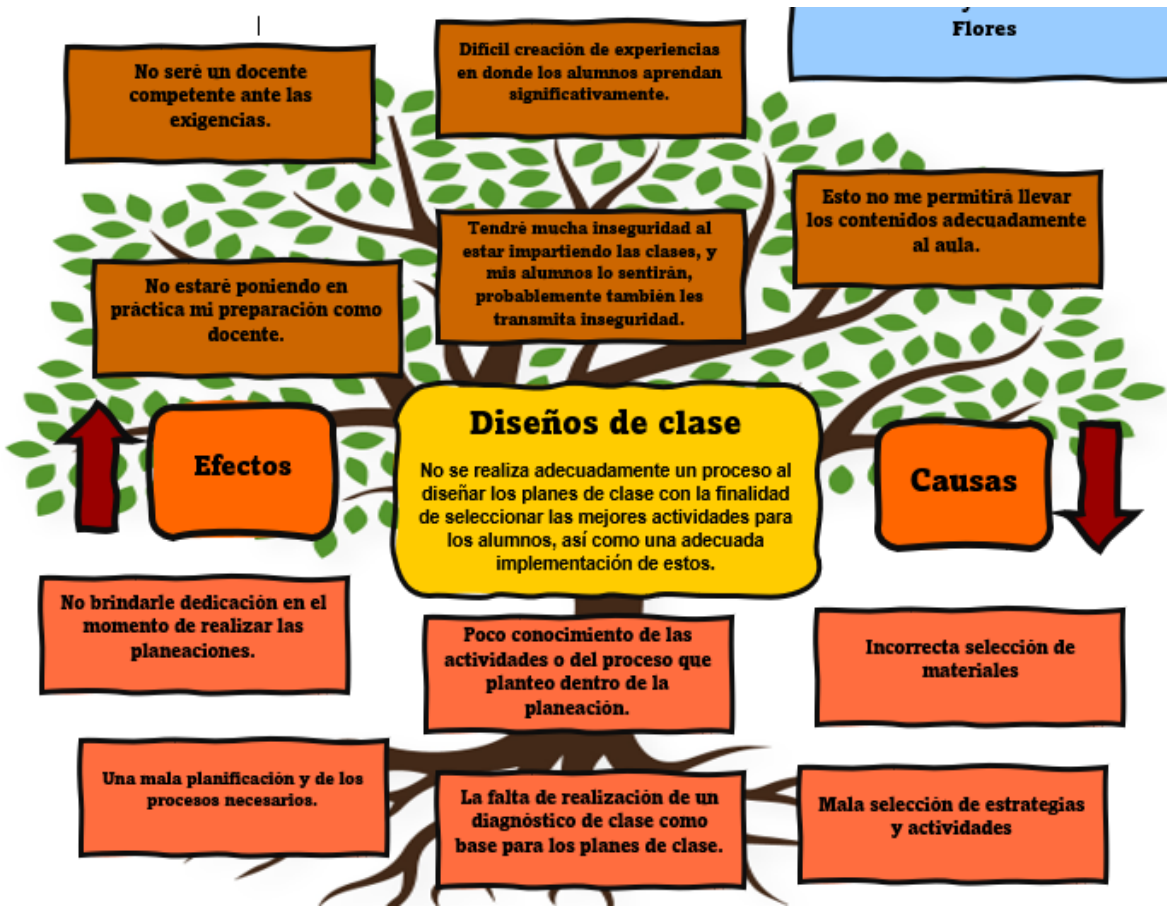 Flores
No seré un docente
competente ante las
exigencias.
Difícil creación de experiencias
en donde los alumnos aprendan
significativamente.
Esto no me permitirá llevar
los contenidos adecuadamente
al aula.
Tendré mucha inseguridad al
estar impartiendo las clases, y
mis alumnos lo sentirán,
probablemente también les
transmita inseguridad.
No estaré poniendo en
práctica mi preparación como
docente.
Efectos
Diseños de clase
No se realiza adecuadamente un proceso al
diseñar los planes de clase con la finalidad
de seleccionar las mejores actividades para
los alumnos, así como una adecuada
implementación de estos.
Causas
No brindarle dedicación en el
momento de realizar las
planeaciones.
Poco conocimiento de las
actividades o del proceso que
planteo dentro de la
planeación.
Incorrecta selección de
materiales
Una mala planificación y de los
procesos necesarios.
La falta de realización de un
diagnóstico de clase como
base para los planes de clase.
Mala selección de estrategias
y actividades